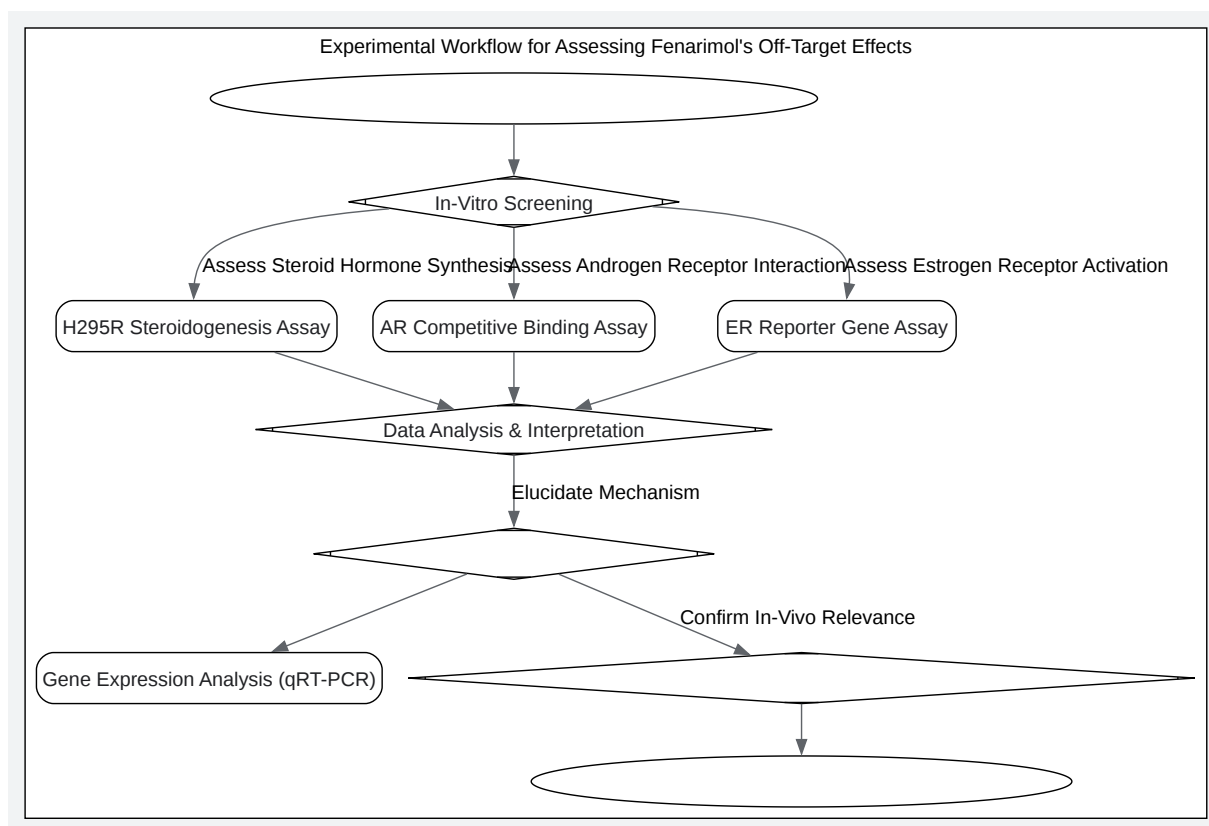 Experimental Workflow for Assessing Fenarimol's Off-Target Effects
In-Vitro Screening
Assess Steroid Hormone Synthesis
Assess Androgen Receptor Interaction
Assess Estrogen Receptor Activation
H295R Steroidogenesis Assay
AR Competitive Binding Assay
ER Reporter Gene Assay
Data Analysis & Interpretation
Elucidate Mechanism
Confirm In-Vivo Relevance
Gene Expression Analysis (qRT-PCR)